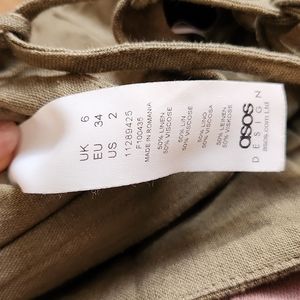 asos
DESIGN
asos.com Ltd
50% LINEN
50% VISCOSE
50% LIN
50% VISCOSE
50% LINO
50% VISCOSA
50% LEINEN
50% VISKOSE
11289425
F100435
MADE IN ROMANIA
UK 6
EU 34
US 2